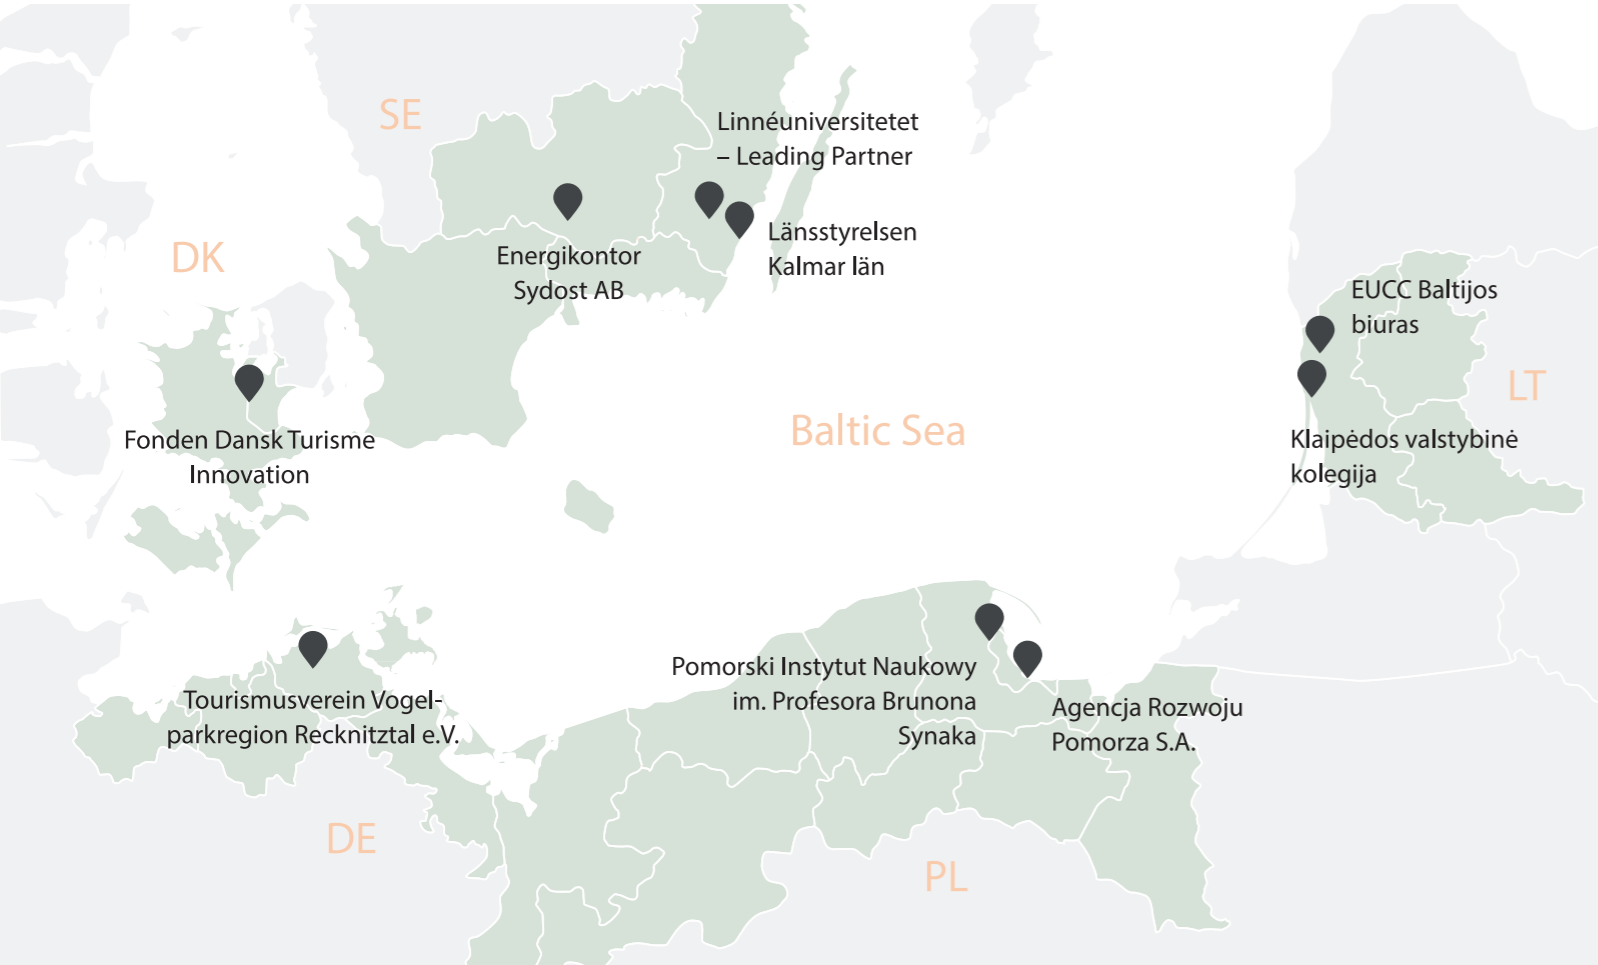 SE
Linnéuniversitetet
– Leading Partner
Länsstyrelsen
Kalmar län
DK
Energikontor
Sydost AB
EUCC Baltijos
biuras
LT
Baltic Sea
Fonden Dansk Turisme
Innovation
Klaipėdos valstybinė
kolegija
Pomorski Instytut Naukowy
im. Profesora Brunona
Synaka
Agencja Rozwoju
Pomorza S.A.
Tourismusverein Vogel-
parkregion Recknitztal e.V.
DE
PL